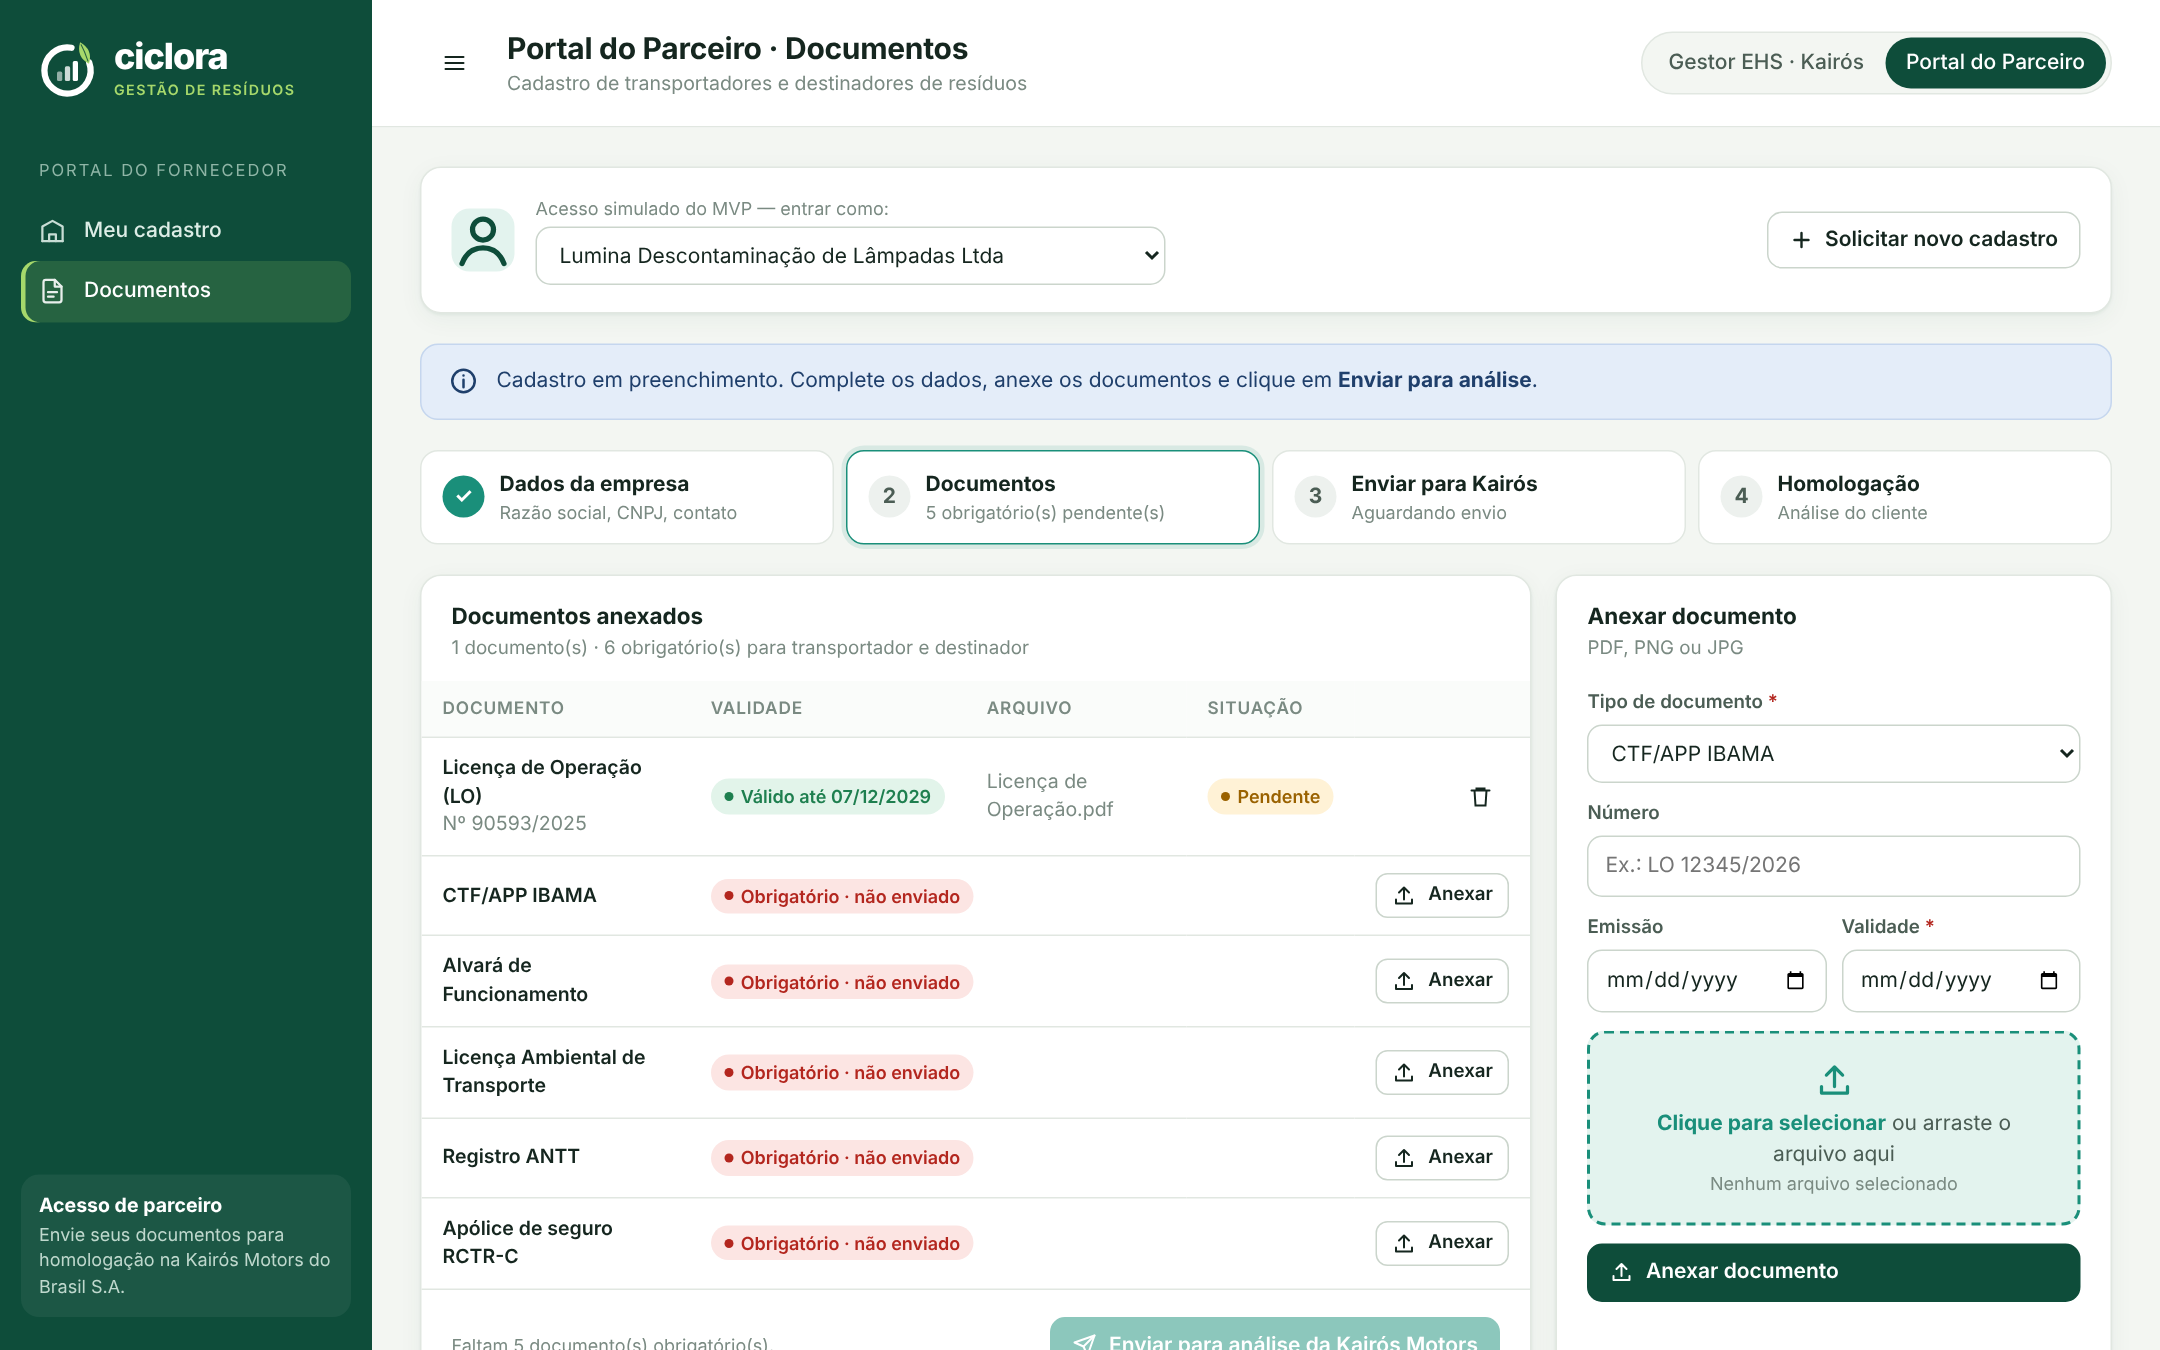 ciclora
GESTÃO DE RESÍDUOS
PORTAL DO FORNECEDOR
Meu cadastro
Documentos
Acesso de parceiro
Envie seus documentos para
homologação na Kairós Motors do
Brasil S.A.
Portal do Parceiro · Documentos
Cadastro de transportadores e destinadores de resíduos
Gestor EHS · Kairós
Portal do Parceiro
Acesso simulado do MVP — entrar como:
Lumina Descontaminação de Lâmpadas Ltda
Solicitar novo cadastro
Cadastro em preenchimento. Complete os dados, anexe os documentos e clique em Enviar para análise.
Dados da empresa
Razão social, CNPJ, contato
2
Documentos
5 obrigatório(s) pendente(s)
3
Enviar para Kairós
Aguardando envio
4
Homologação
Análise do cliente
Documentos anexados
1 documento(s) · 6 obrigatório(s) para transportador e destinador
DOCUMENTO VALIDADE ARQUIVO SITUAÇÃO
Licença de Operação
(LO)
Nº 90593/2025
Válido até 07/12/2029
Licença de
Operação.pdf
Pendente
CTF/APP IBAMA
Obrigatório · não enviado
Anexar
Alvará de
Funcionamento
Obrigatório · não enviado
Anexar
Licença Ambiental de
Transporte
Obrigatório · não enviado
Anexar
Registro ANTT
Obrigatório · não enviado
Anexar
Apólice de seguro
RCTR-C
Obrigatório · não enviado
Anexar
Faltam 5 documento(s) obrigatório(s).
Enviar para análise da Kairós Motors
Anexar documento
PDF, PNG ou JPG
Tipo de documento *
CTF/APP IBAMA
Número
Ex.: LO 12345/2026
Emissão
Validade *
mm/dd/yyyy
mm/dd/yyyy
Clique para selecionar ou arraste o
arquivo aqui
Nenhum arquivo selecionado
Anexar documento